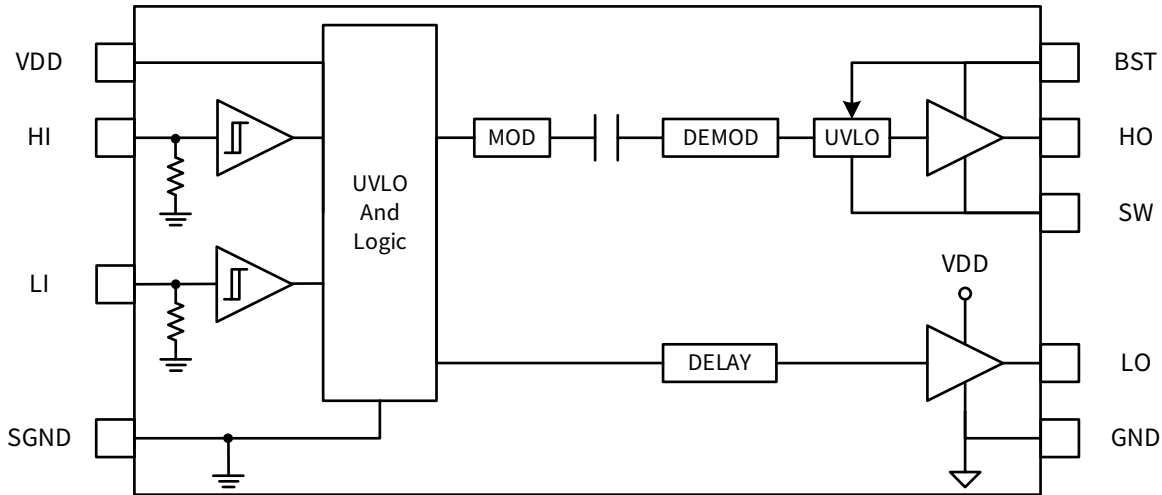 VDD
BST
HI
MOD
DEMOD
UVLO
HO
UVLO
And
Logic
SW
LI
VDD
DELAY
LO
SGND
GND